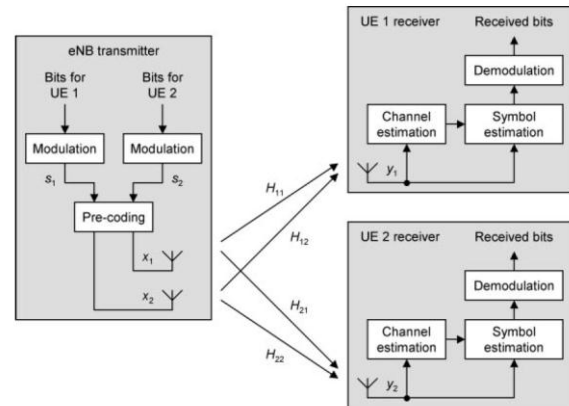 eNB transmitter
Bits for
UE 1
Bits for
UE 2
Modulation
Modulation
s1
s2
Pre-coding
x1
x2
H11
H12
H21
H22
UE 1 receiver
Received bits
Demodulation
Channel
estimation
Symbol
estimation
y1
UE 2 receiver
Received bits
Demodulation
Channel
estimation
Symbol
estimation
y2